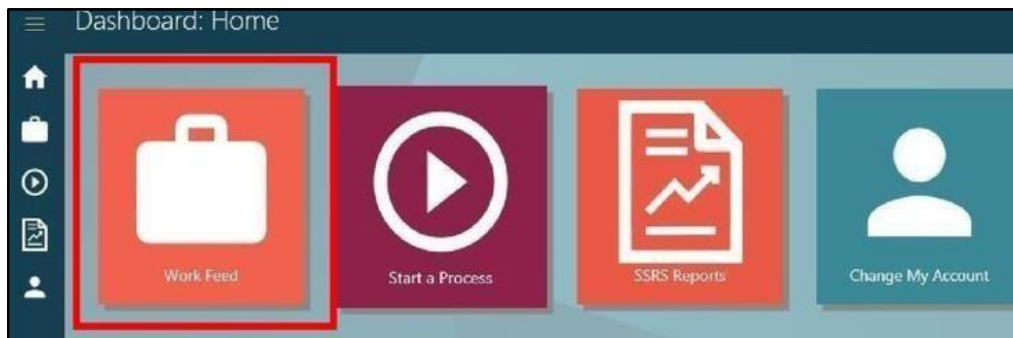 Dashboard: Home
Work Feed
Start a Process
SSRS Reports
Change My Account